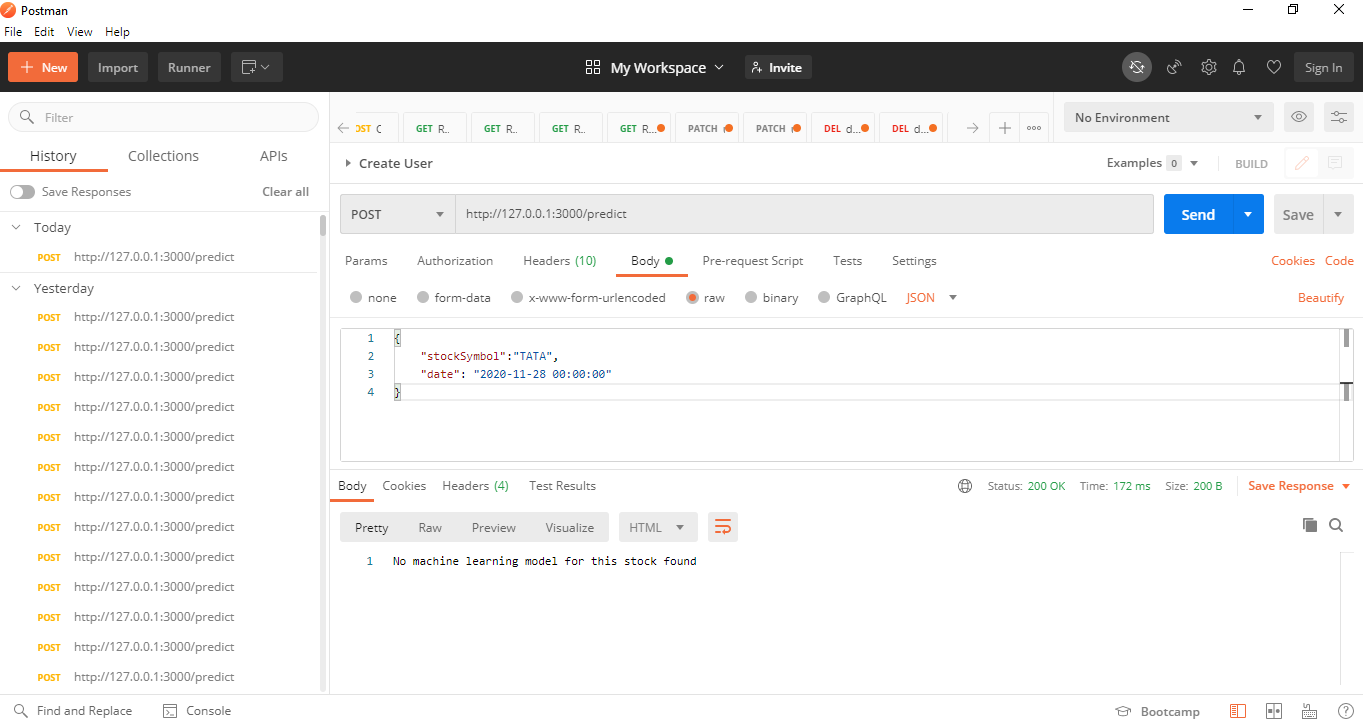 Postman
File Edit View Help
New Import Runner My Workspace Invite Sign In
Filter
History Collections APIs
Save Responses Clear all
Today
POST http://127.0.0.1:3000/predict
Yesterday
POST http://127.0.0.1:3000/predict
POST http://127.0.0.1:3000/predict
POST http://127.0.0.1:3000/predict
POST http://127.0.0.1:3000/predict
POST http://127.0.0.1:3000/predict
POST http://127.0.0.1:3000/predict
POST http://127.0.0.1:3000/predict
POST http://127.0.0.1:3000/predict
POST http://127.0.0.1:3000/predict
POST http://127.0.0.1:3000/predict
POST http://127.0.0.1:3000/predict
POST http://127.0.0.1:3000/predict
POST http://127.0.0.1:3000/predict
GET R.. GET R.. GET R.. GET R... PATCH PATCH DEL d... DEL d... No Environment
Create User Examples 0 BUILD
POST http://127.0.0.1:3000/predict Send Save
Params Authorization Headers (10) Body Pre-request Script Tests Settings Cookies Code
none form-data x-www-form-urlencoded raw binary GraphQL JSON Beautify
1 {
2 "stockSymbol":"TATA",
3 "date": "2020-11-28 00:00:00"
4 }
Body Cookies Headers (4) Test Results Status: 200 OK Time: 172 ms Size: 200 B Save Response
Pretty Raw Preview Visualize HTML
1 No machine learning model for this stock found
Find and Replace Console Bootcamp